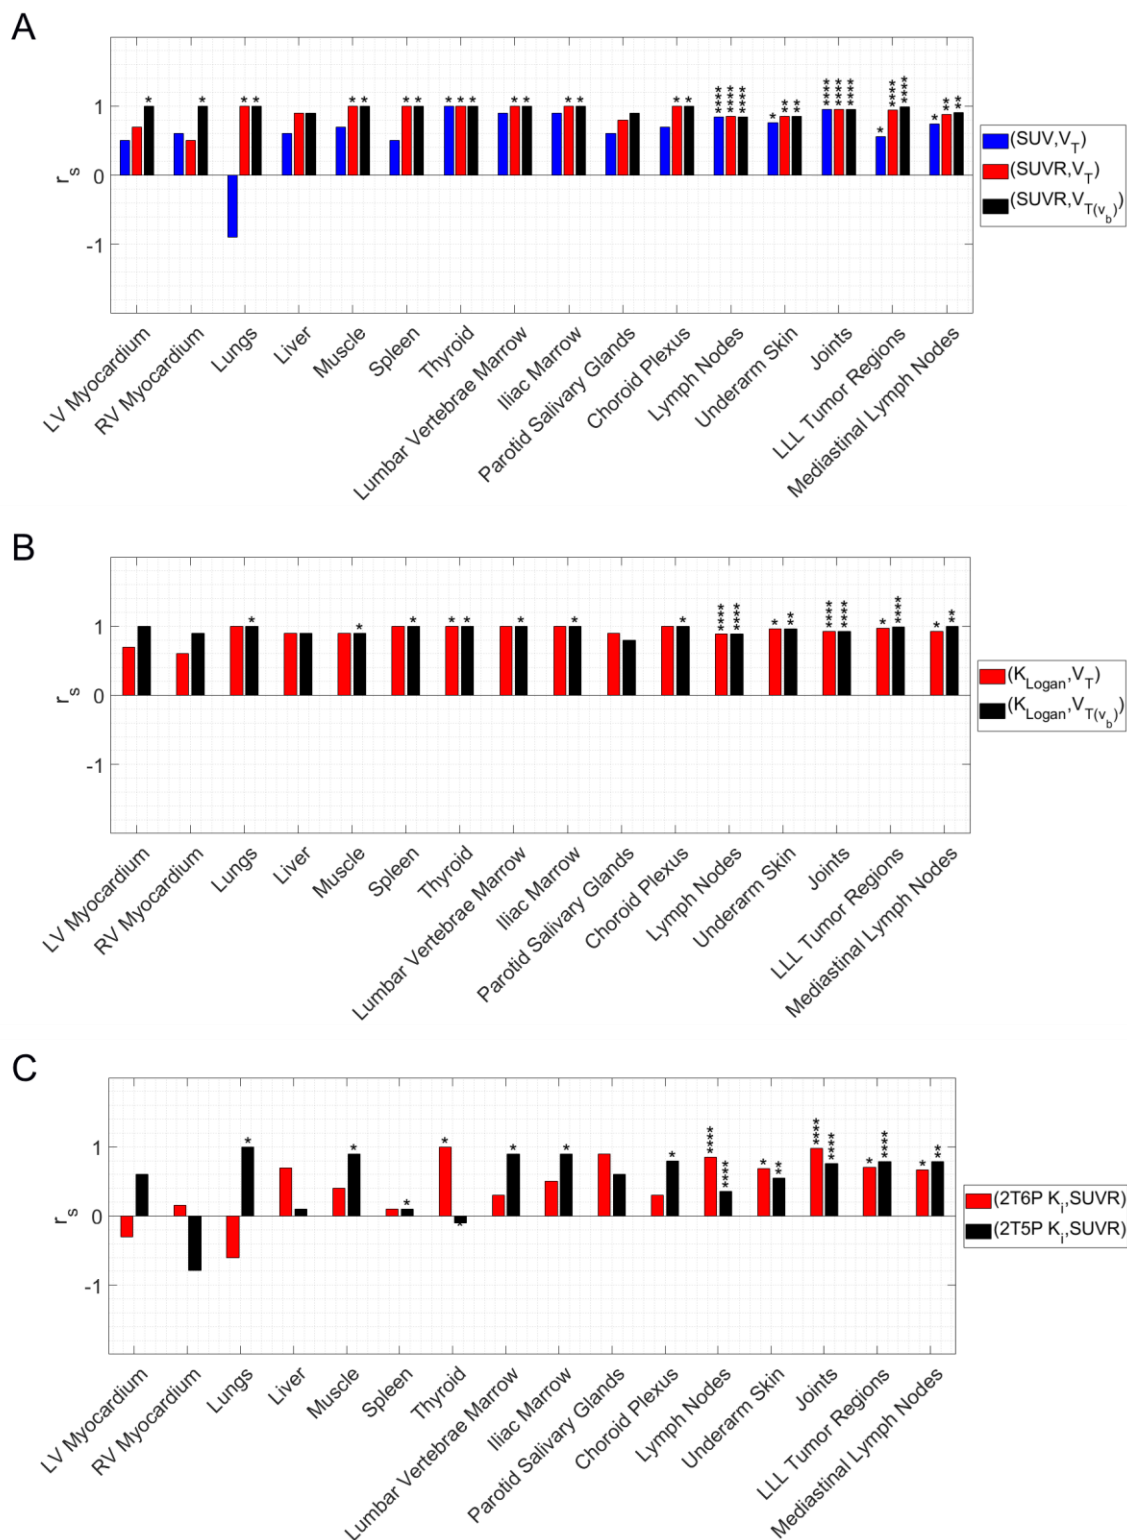 A
1
0
-1
r_s
* * * * * * * * * * * * * * * * * **** **** **** * ** ** **** **** **** * **** **** * ** **
(SUV,V_T)
(SUVR,V_T)
(SUVR,V_T(v_b))
LV Myocardium
RV Myocardium
Lungs
Liver
Muscle
Spleen
Thyroid
Lumbar Vertebrae Marrow
Iliac Marrow
Parotid Salivary Glands
Choroid Plexus
Lymph Nodes
Underarm Skin
Joints
LLL Tumor Regions
Mediastinal Lymph Nodes
B
1
0
-1
r_s
* * * * * * * * **** **** * ** **** **** * **** * **
(K_Logan,V_T)
(K_Logan,V_T(v_b))
LV Myocardium
RV Myocardium
Lungs
Liver
Muscle
Spleen
Thyroid
Lumbar Vertebrae Marrow
Iliac Marrow
Parotid Salivary Glands
Choroid Plexus
Lymph Nodes
Underarm Skin
Joints
LLL Tumor Regions
Mediastinal Lymph Nodes
C
1
0
-1
r_s
* * * * * * * * **** **** * ** **** **** * **** * **
(2T6P K_i,SUVR)
(2T5P K_i,SUVR)
LV Myocardium
RV Myocardium
Lungs
Liver
Muscle
Spleen
Thyroid
Lumbar Vertebrae Marrow
Iliac Marrow
Parotid Salivary Glands
Choroid Plexus
Lymph Nodes
Underarm Skin
Joints
LLL Tumor Regions
Mediastinal Lymph Nodes